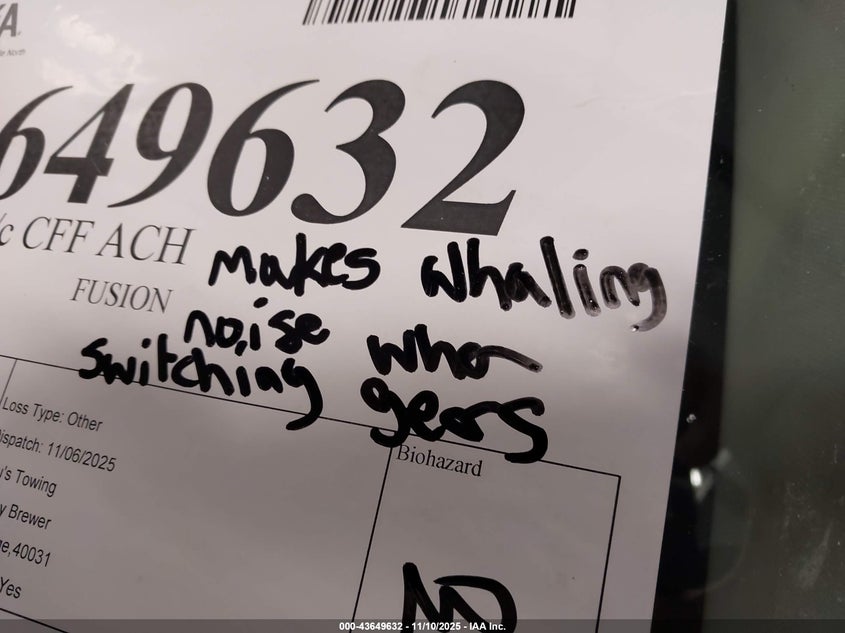 649632
CFF ACH
FUSION
makes whaling
noise when
switching gears
Loss Type: Other
Dispatch: 11/06/2025
's Towing
y Brewer
,40031
Yes
Biohazard
NO
000-43649632 - 11/10/2025 - IAA Inc.